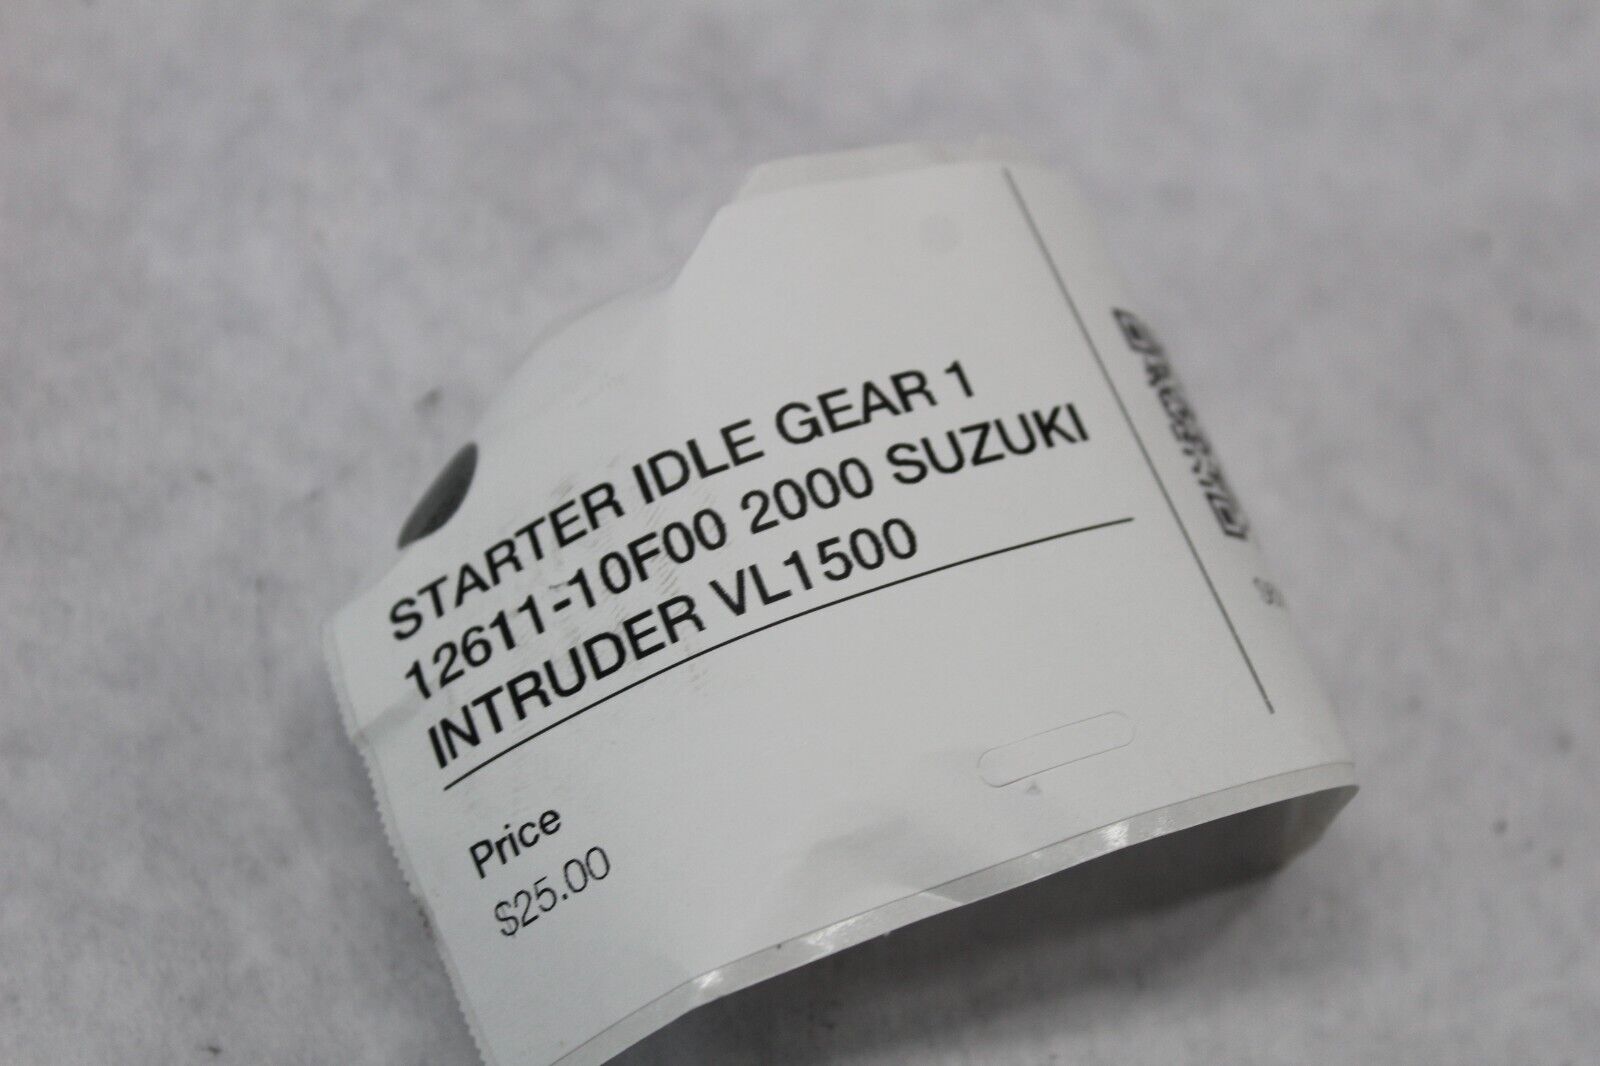 STARTER IDLE GEAR 1
12611-10F00 2000 SUZUKI
INTRUDER VL1500
Price
$25.00